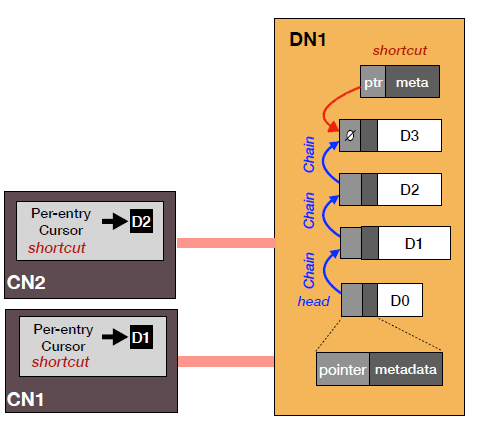 DN1
shortcut
ptr meta
Ø D3
Chain
D2
Chain
D1
Chain
head
D0
pointer metadata
Per-entry
Cursor
shortcut
D2
CN2
Per-entry
Cursor
shortcut
D1
CN1